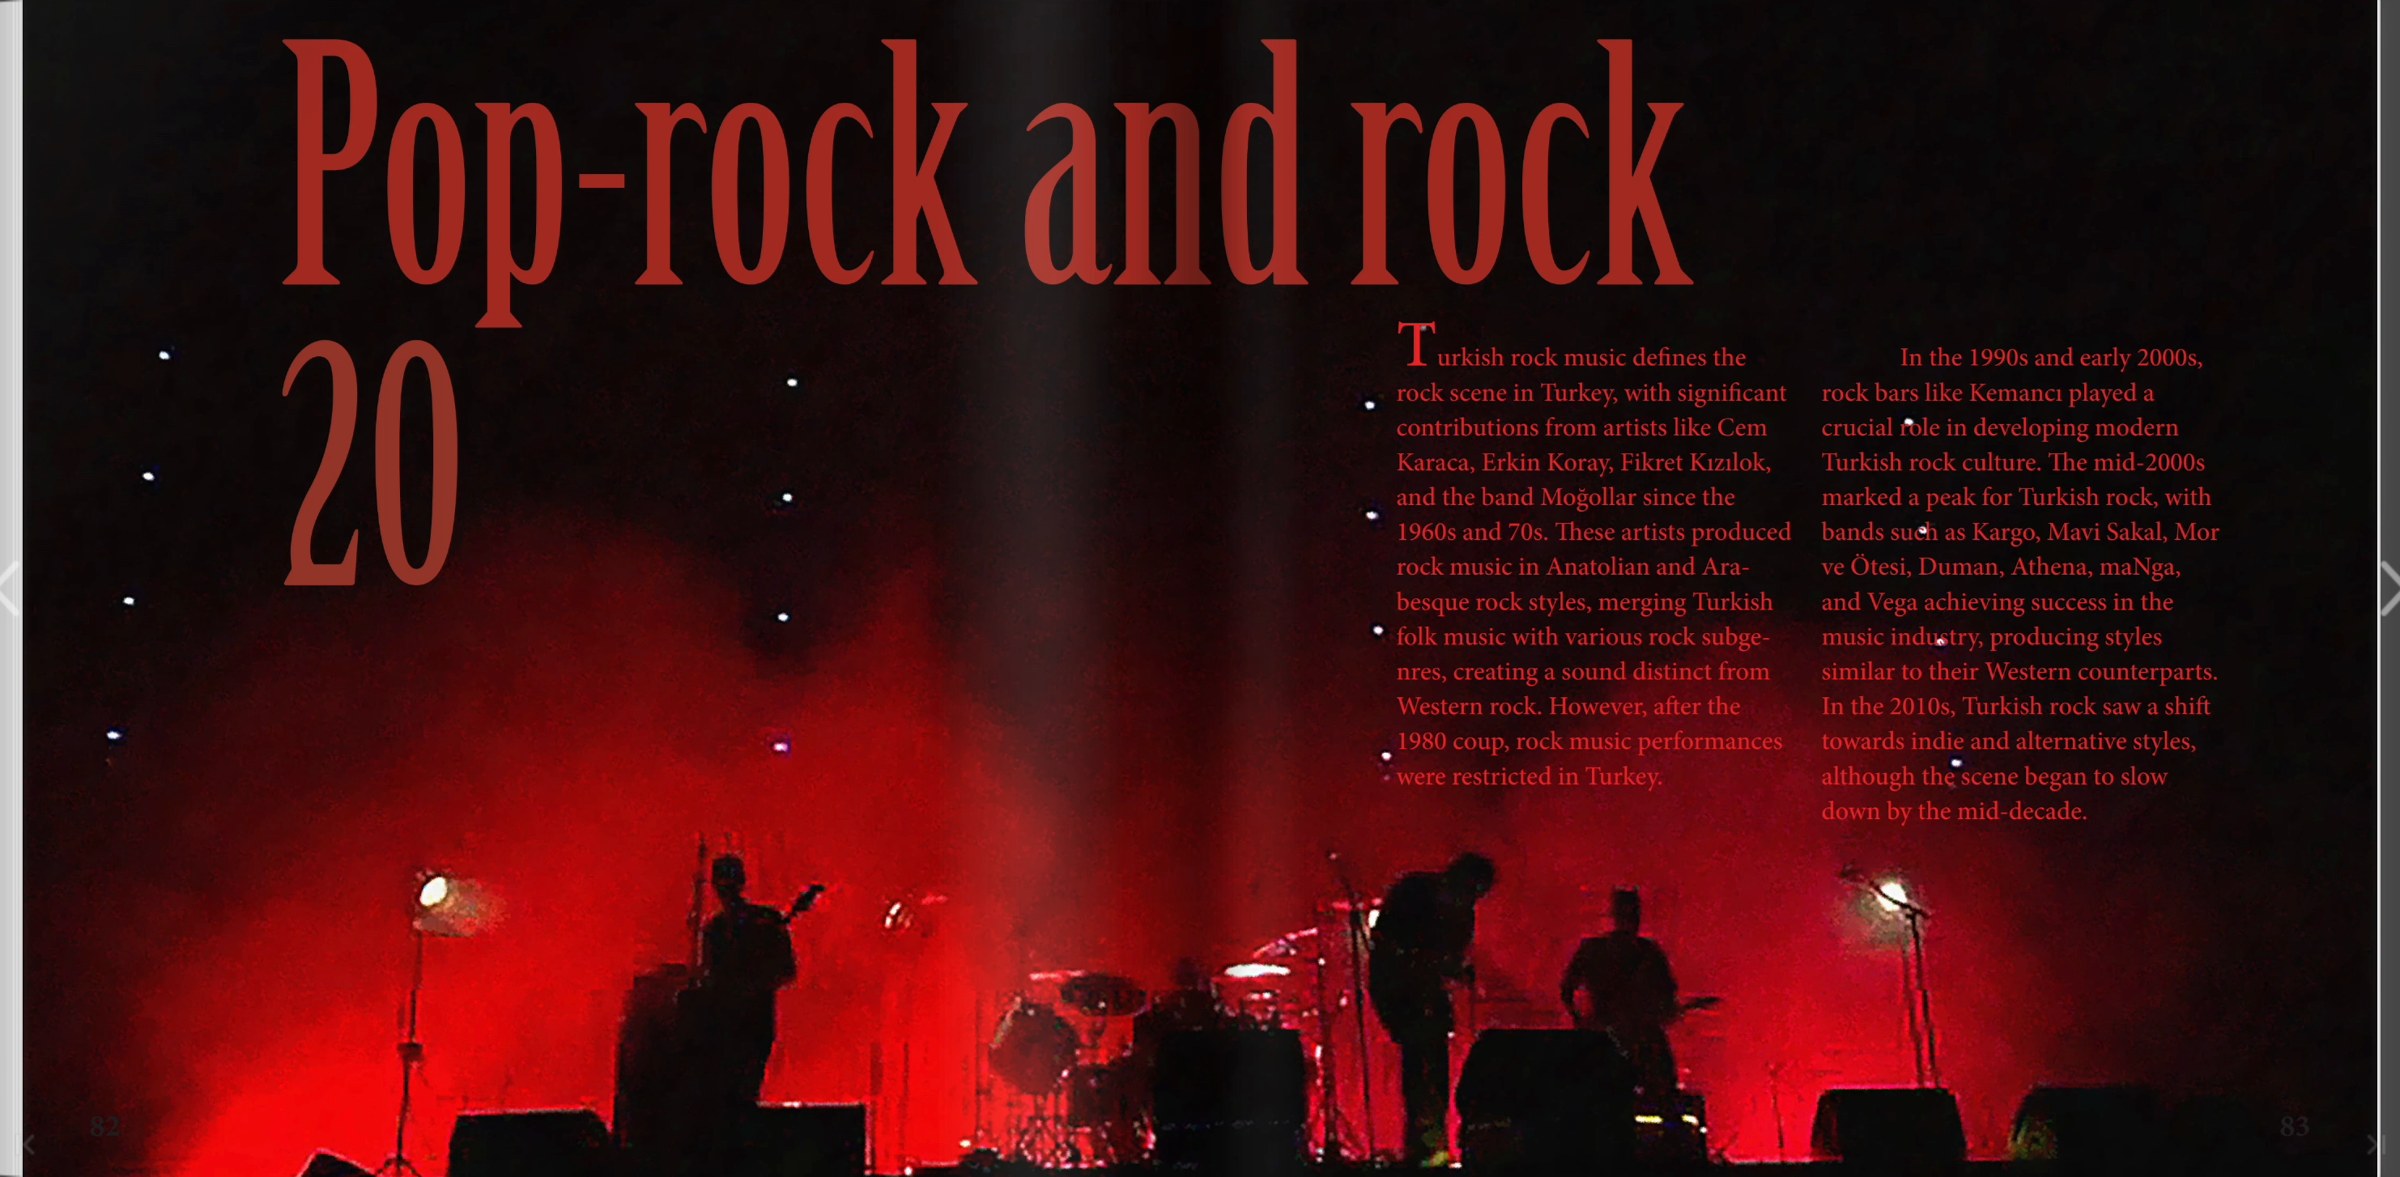 Pop-rock and rock
20
Turkish rock music defines the
rock scene in Turkey, with significant
contributions from artists like Cem
Karaca, Erkin Koray, Fikret Kızılok,
and the band Moğollar since the
1960s and 70s. These artists produced
rock music in Anatolian and Ara-
besque rock styles, merging Turkish
folk music with various rock subge-
nres, creating a sound distinct from
Western rock. However, after the
1980 coup, rock music performances
were restricted in Turkey.
In the 1990s and early 2000s,
rock bars like Kemancı played a
crucial role in developing modern
Turkish rock culture. The mid-2000s
marked a peak for Turkish rock, with
bands such as Kargo, Mavi Sakal, Mor
ve Ötesi, Duman, Athena, maNga,
and Vega achieving success in the
music industry, producing styles
similar to their Western counterparts.
In the 2010s, Turkish rock saw a shift
towards indie and alternative styles,
although the scene began to slow
down by the mid-decade.
82
83